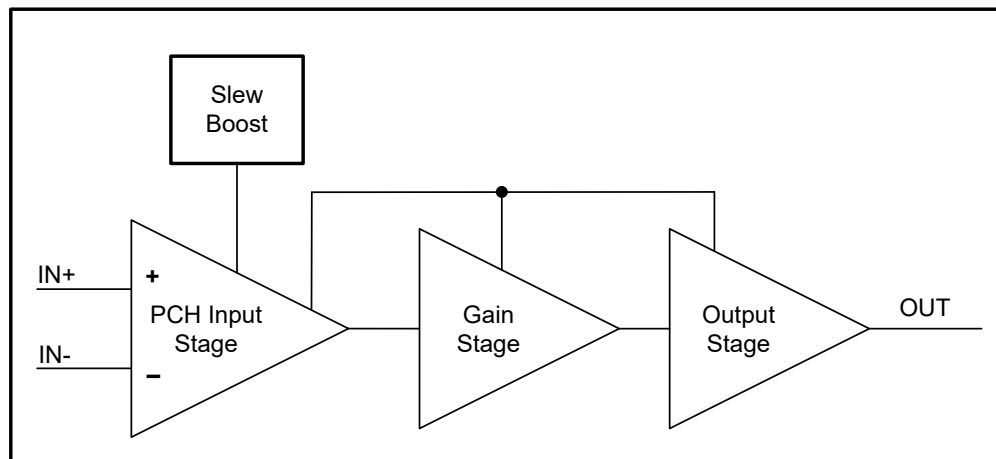 Slew
Boost
IN+
+
PCH Input
Stage
IN-
−
Gain
Stage
Output
Stage
OUT